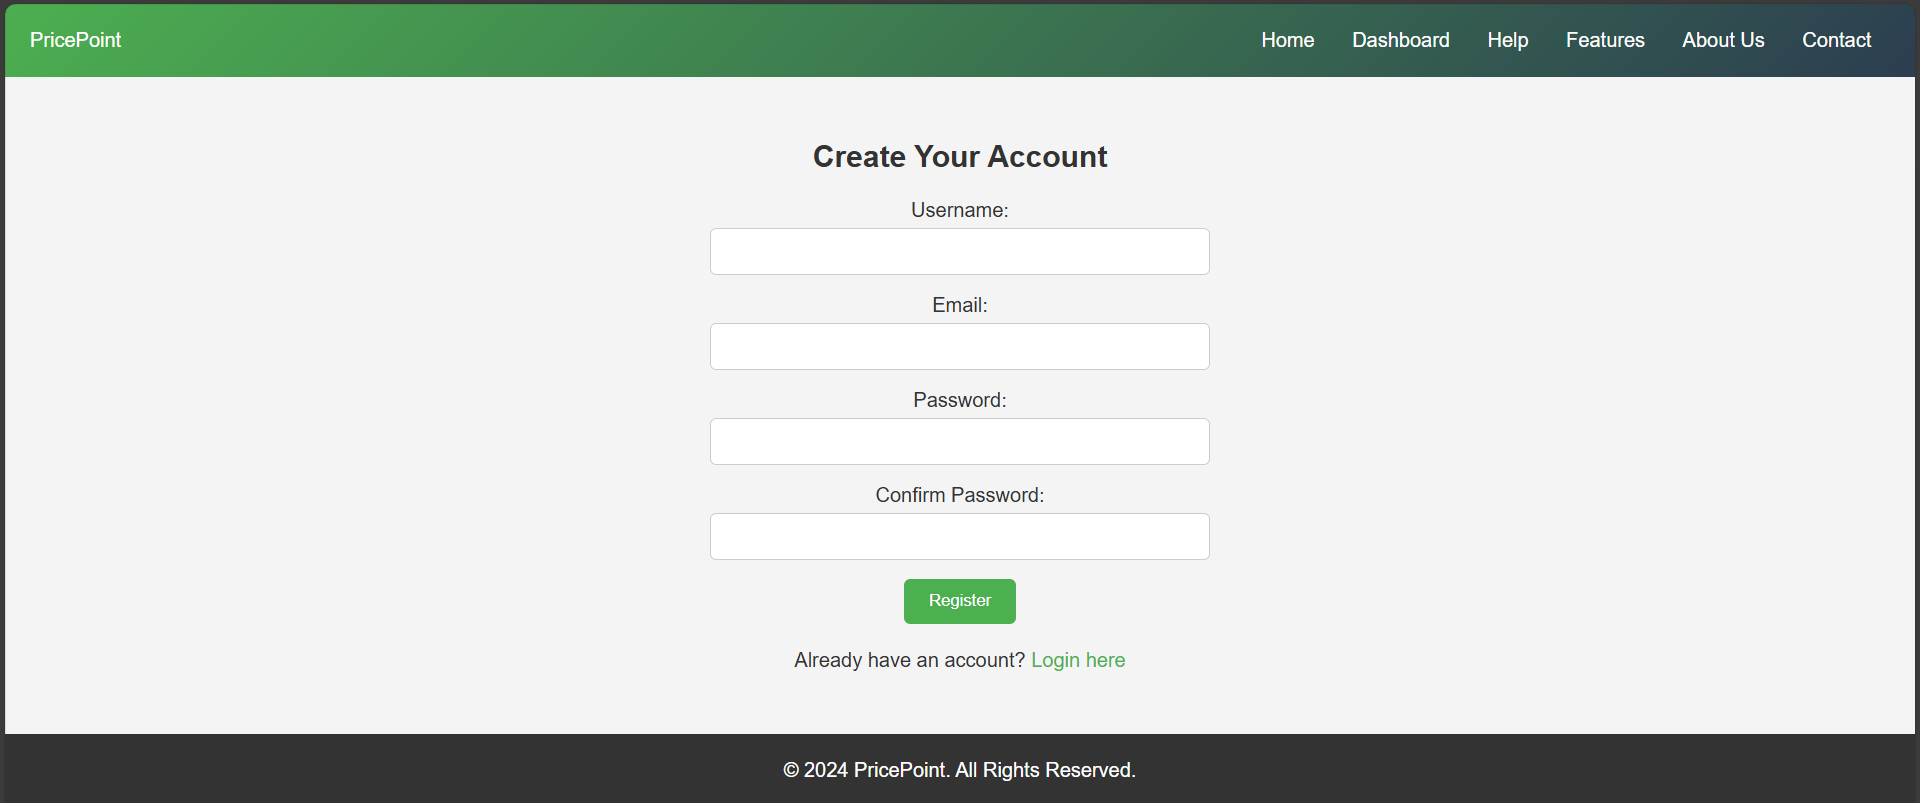 PricePoint Home Dashboard Help Features About Us Contact
Create Your Account
Username:
Email:
Password:
Confirm Password:
Register
Already have an account? Login here
© 2024 PricePoint. All Rights Reserved.